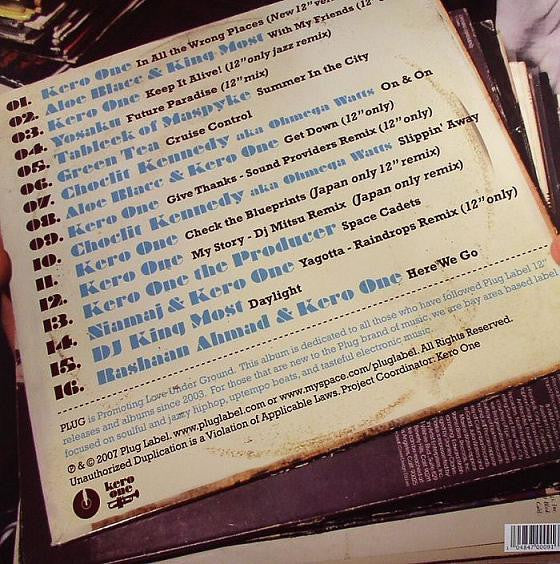 01. Kero One In All the Wrong Places (New 12"
02. Aloe Blacc & King Most With My Friends (12"
03. Kero One Keep It Alive! (12"only jazz remix)
04. Yosaku Future Paradise (12"mix)
05. Tableek of Maspyke Summer In the City
06. Green Tea Cruise Control
07. Choclit Kennedy aka Ohmega Watts On & On
08. Aloe Blacc & Kero One Get Down (12"only)
09. Kero One Give Thanks - Sound Providers Remix (12"only)
10. Choclit Kennedy aka Ohmega Watts Slippin' Away
11. Kero One Check the Blueprints (Japan only 12" remix)
12. Kero One My Story - Dj Mitsu Remix (Japan only remix)
13. Kero One the Producer Space Cadets
14. Niamaj & Kero One Yagotta - Raindrops Remix (12"only)
15. DJ King Most Daylight
16. Rashaan Ahmad & Kero One Here We Go
PLUG is Promoting Love Under Ground. This album is dedicated to all those who have followed Plug Label 12"
releases and albums since 2003. For those that are new to the Plug brand of music, we are bay area based label
focused on soulful and jazzy hiphop, uptempo beats, and tasteful electronic music.
℗ & © 2007 Plug Label. www.pluglabel.com or www.myspace.com/pluglabel. All Rights Reserved.
Unauthorized Duplication is a Violation of Applicable Laws. Project Coordinator: Kero One
kero
one